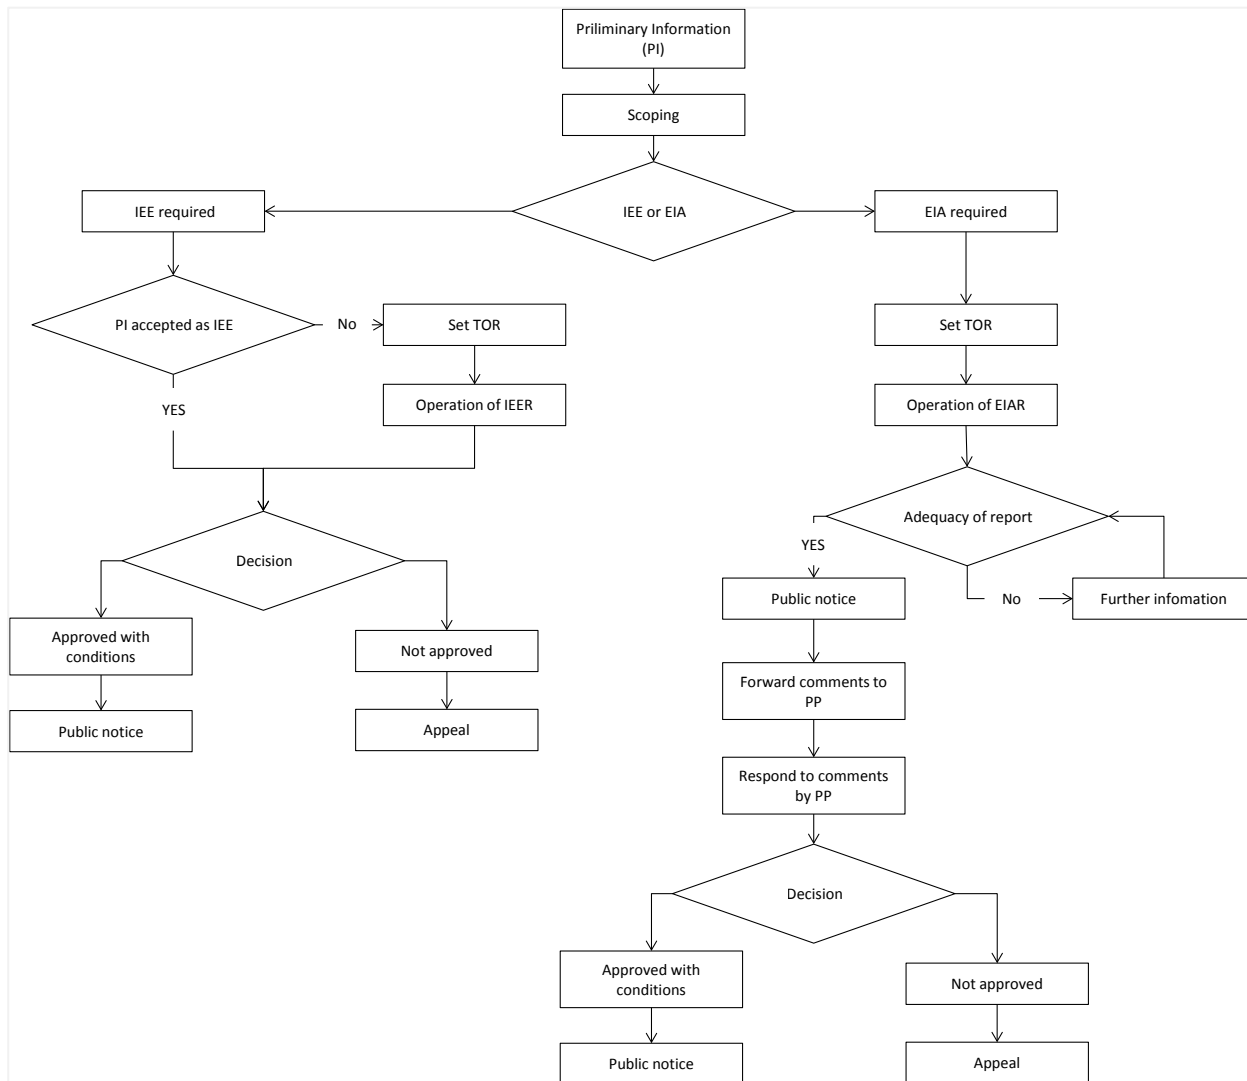 Priliminary Information
(PI)
Scoping
IEE required
IEE or EIA
EIA required
PI accepted as IEE
No
Set TOR
Set TOR
YES
Operation of IEER
Operation of EIAR
Decision
Adequacy of report
YES
Public notice
No
Further infomation
Approved with
conditions
Not approved
Forward comments to
PP
Public notice
Appeal
Respond to comments
by PP
Decision
Approved with
conditions
Not approved
Public notice
Appeal